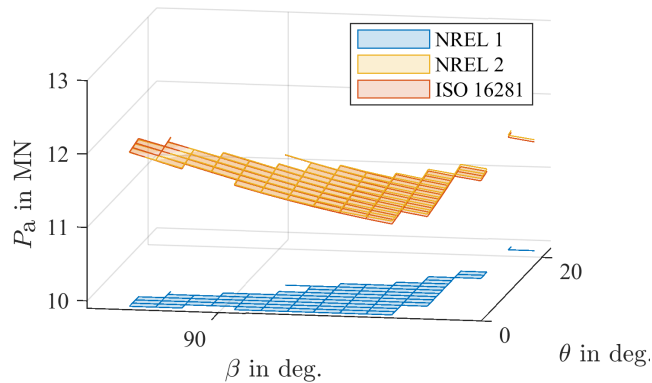 NREL 1
NREL 2
ISO 16281
13
12
11
10
Pa in MN
90
β in deg.
0
20
θ in deg.